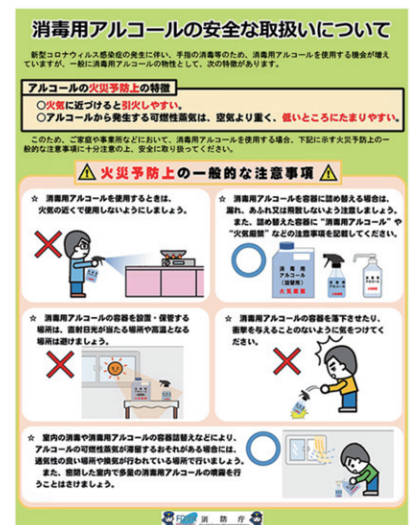 消毒用アルコールの安全な取扱いについて
新型コロナウィルス感染症の発生に伴い、手指の消毒等のため、消毒用アルコールを使用する機会が増え
ていますが、一般に消毒用アルコールの物性として、次の特徴があります。
アルコールの火災予防上の特徴
○火気に近づけると引火しやすい。
○アルコールから発生する可燃性蒸気は、空気より重く、低いところにたまりやすい。
このため、ご家庭や事業所などにおいて、消毒用アルコールを使用する場合、下記に示す火災予防上の一
般的な注意事項に十分注意の上、安全に取り扱ってください。
火災予防上の一般的な注意事項
☆ 消毒用アルコールを使用するときは、
火気の近くで使用しないようにしましょう。
☆ 消毒用アルコールを容器に詰め替える場合は、
漏れ、あふれ又は飛散しないよう注意しましょう。
また、詰め替えた容器に“消毒用アルコール”や
“火気厳禁”などの注意事項を記載してください。
消毒用
アルコール
(詰替用)
火気厳禁
☆ 消毒用アルコールの容器を設置・保管する
場所は、直射日光が当たる場所や高温となる
場所は避けましょう。
☆ 消毒用アルコールの容器を落下させたり、
衝撃を与えることのないように気をつけてく
ださい。
☆ 室内の消毒や消毒用アルコールの容器詰替えなどにより、
アルコールの可燃性蒸気が滞留するおそれがある場合には、
通気性の良い場所や換気が行われている場所で行いましょう。
また、密閉した室内で多量の消毒用アルコールの噴霧を行
うことはさけましょう。
消防庁